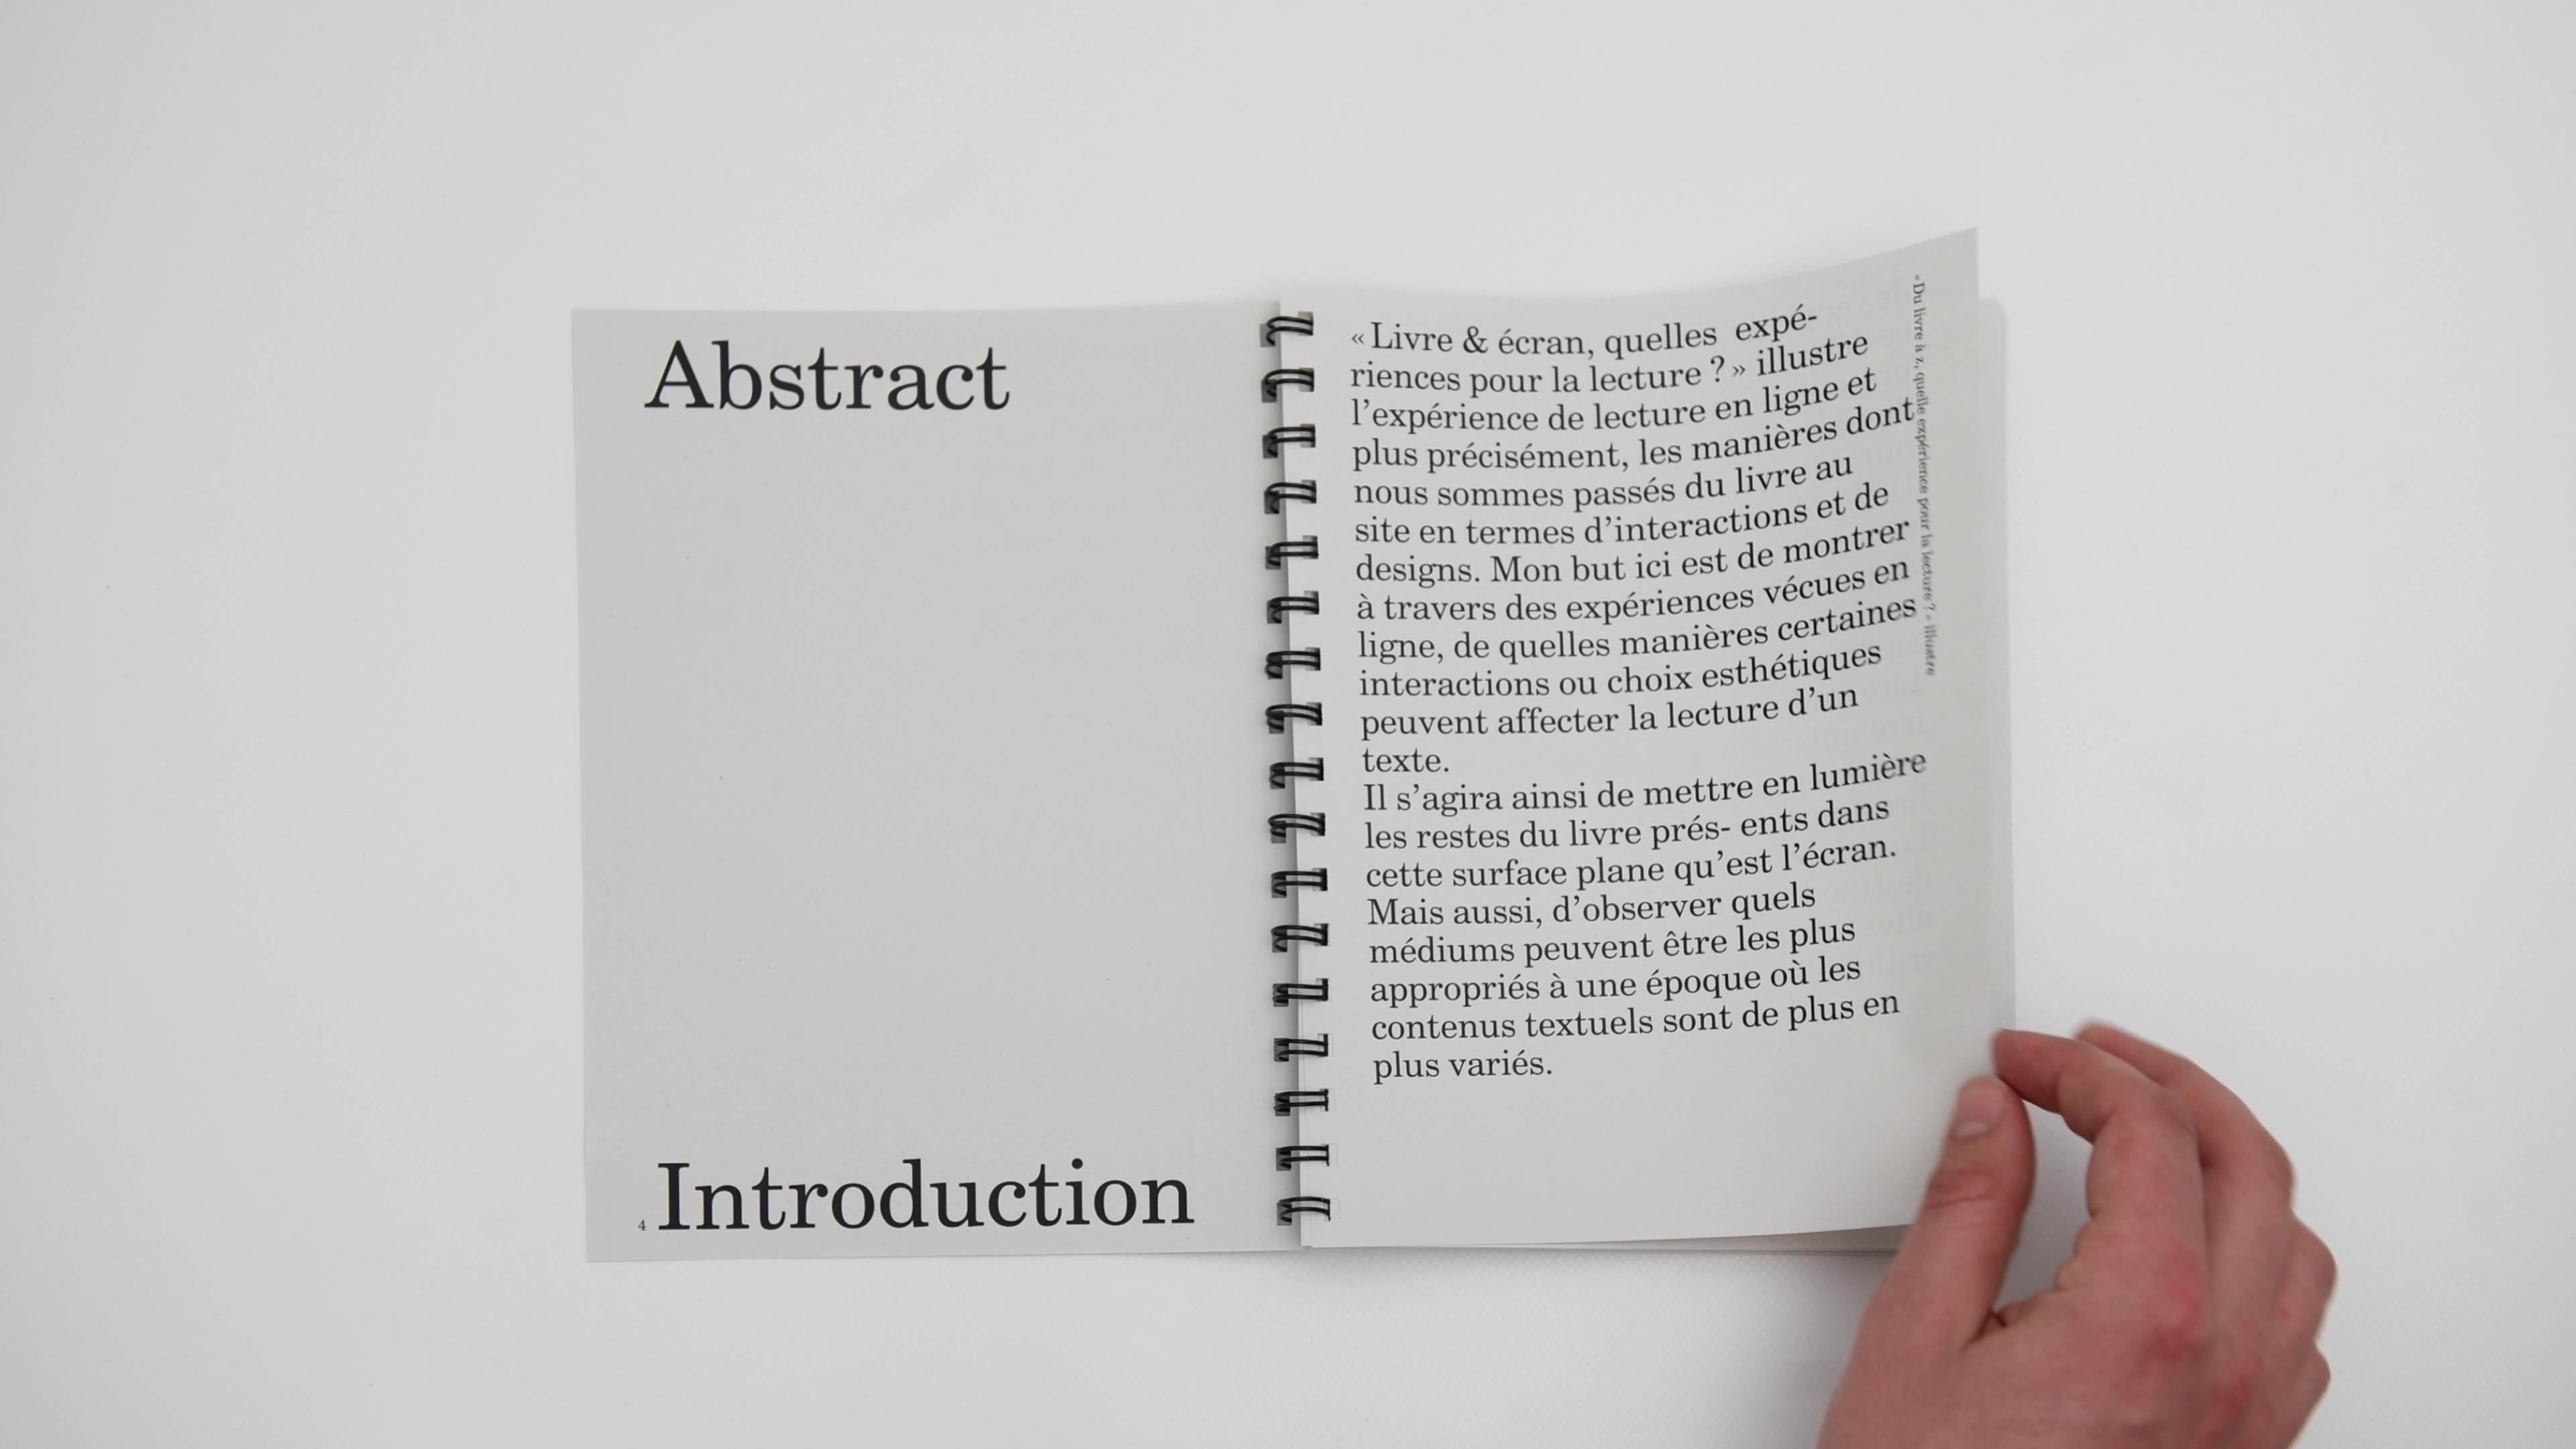 Abstract
4 Introduction
« Livre & écran, quelles expé-
riences pour la lecture ? » illustre
l’expérience de lecture en ligne et
plus précisément, les manières dont
nous sommes passés du livre au
site en termes d’interactions et de
designs. Mon but ici est de montrer
à travers des expériences vécues en
ligne, de quelles manières certaines
interactions ou choix esthétiques
peuvent affecter la lecture d’un
texte.
Il s’agira ainsi de mettre en lumière
les restes du livre prés- ents dans
cette surface plane qu’est l’écran.
Mais aussi, d’observer quels
médiums peuvent être les plus
appropriés à une époque où les
contenus textuels sont de plus en
plus variés.
« Du livre à z, quelle expérience pour la lecture ? » illustre